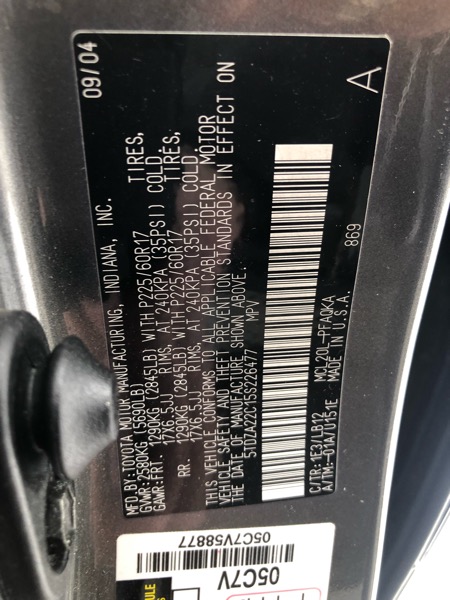 09/04
MFD. BY:TOYOTA MOTOR MANUFACTURING, INDIANA, INC.
GVWR:2580KG (5690LB)
GAWR:FRT. 1290KG (2845LB) WITH P225/60R17 TIRES,
17X6.5JJ RIMS, AT 240KPA (35PSI) COLD
RR. 1290KG (2845LB) WITH P225/60R17 TIRES,
17X6.5JJ RIMS, AT 240KPA (35PSI) COLD
THIS VEHICLE CONFORMS TO ALL APPLICABLE FEDERAL MOTOR
VEHICLE SAFETY AND THEFT PREVENTION STANDARDS IN EFFECT ON
THE DATE OF MANUFACTURE SHOWN ABOVE.
5TDZA22C15S226477 MPV
869
A
C/TR:1E3/LB12 MCL20L-PFAQKA
A/TM-01A/U151E MADE IN U.S.A.
05C7V58877
05C7V